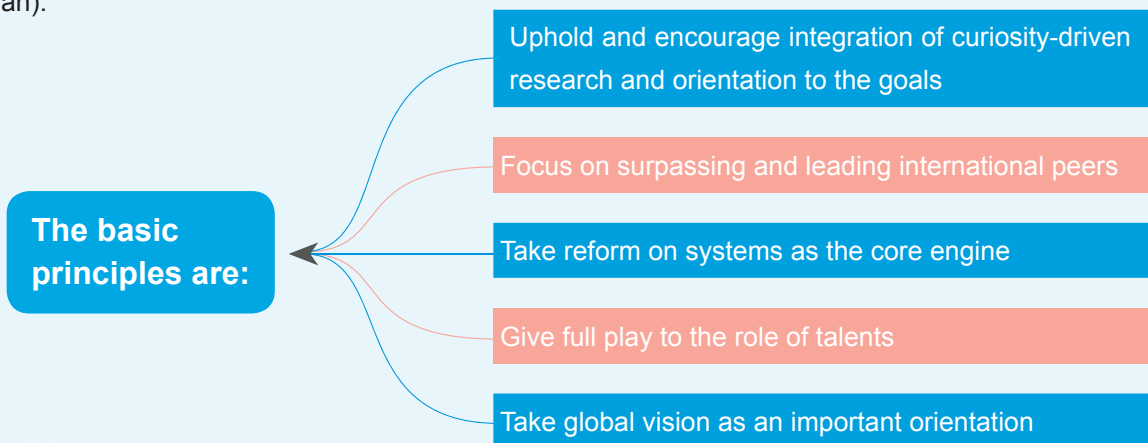 an).
Uphold and encourage integration of curiosity-driven
research and orientation to the goals
Focus on surpassing and leading international peers
The basic
principles are:
Take reform on systems as the core engine
Give full play to the role of talents
Take global vision as an important orientation